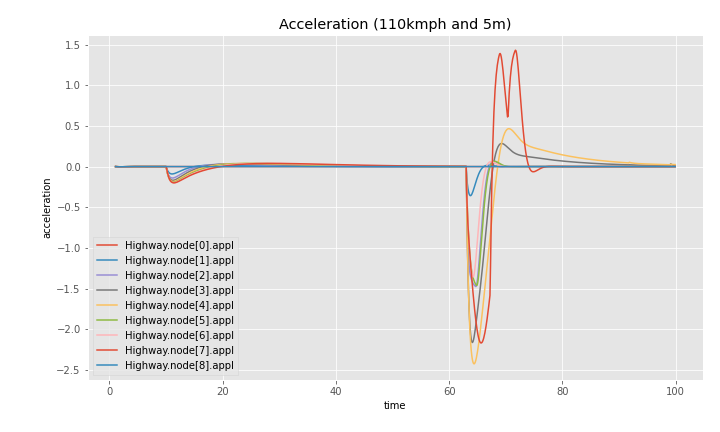 Acceleration (110kmph and 5m)
1.5
1.0
0.5
0.0
−0.5
−1.0
−1.5
−2.0
−2.5
acceleration
Highway.node[0].appl
Highway.node[1].appl
Highway.node[2].appl
Highway.node[3].appl
Highway.node[4].appl
Highway.node[5].appl
Highway.node[6].appl
Highway.node[7].appl
Highway.node[8].appl
0 20 40 60 80 100
time